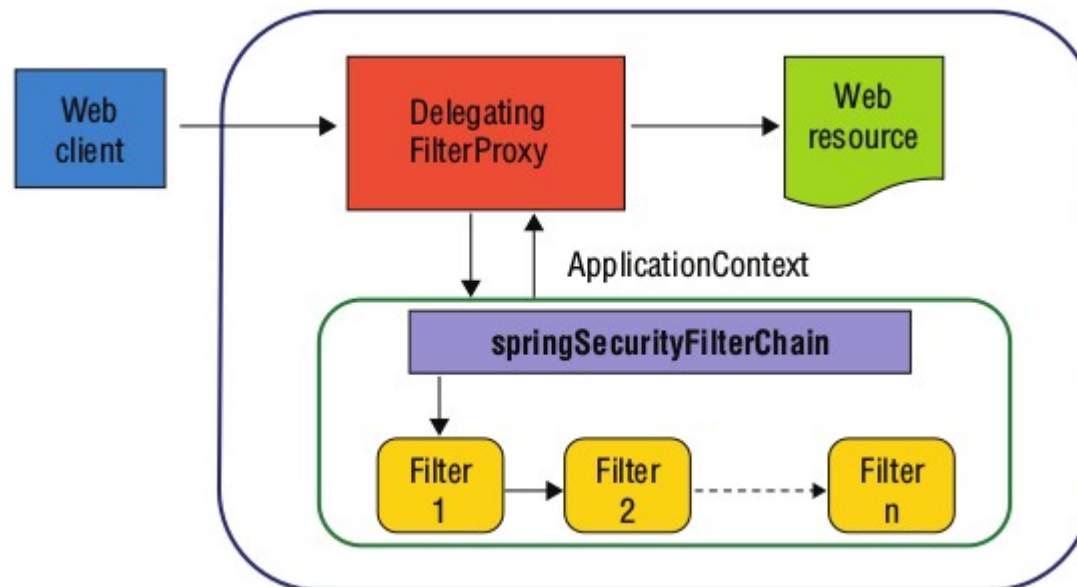 Web
client
Delegating
FilterProxy
Web
resource
ApplicationContext
springSecurityFilterChain
Filter
1
Filter
2
Filter
n